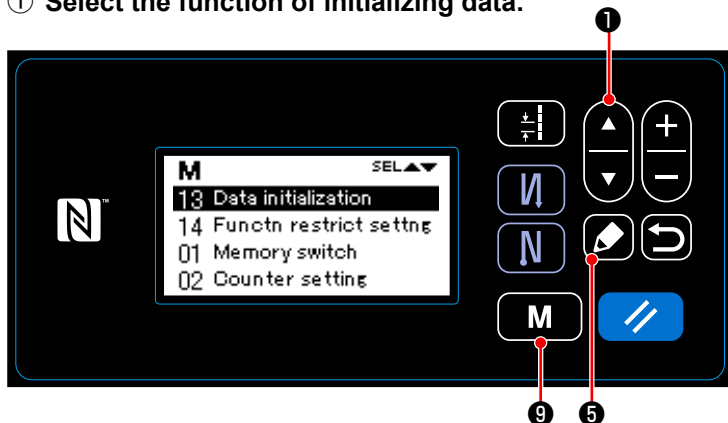 ① Select the function of initializing data.
❶
M SEL▲▼
13 Data initialization
14 Functn restrict settng
01 Memory switch
02 Counter setting
N™
M
❾ ❺